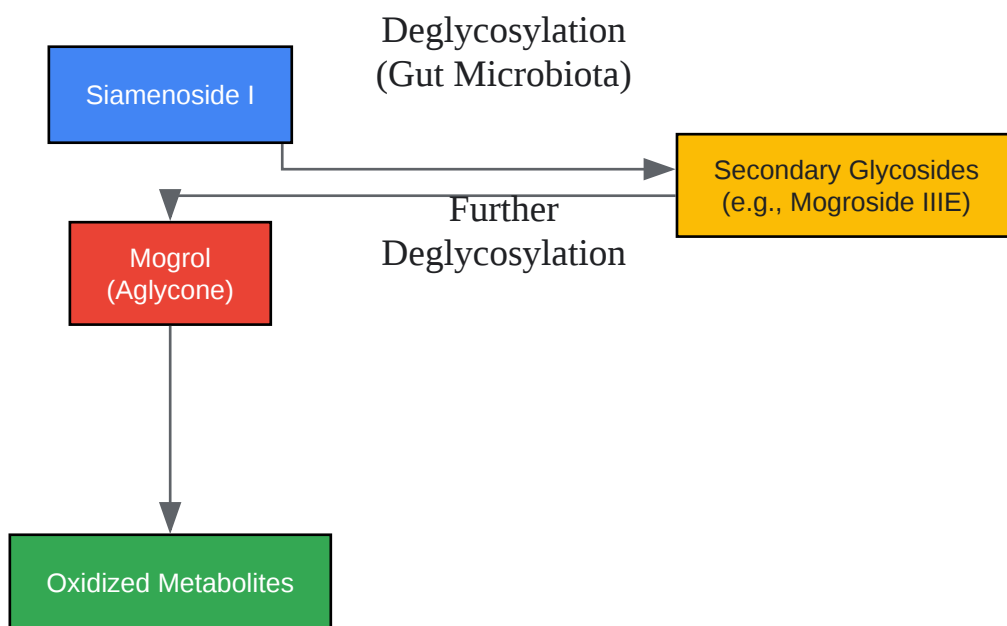 Deglycosylation
(Gut Microbiota)
Siamenoside I
Secondary Glycosides
(e.g., Mogroside IIIE)
Further
Deglycosylation
Mogrol
(Aglycone)
Oxidized Metabolites